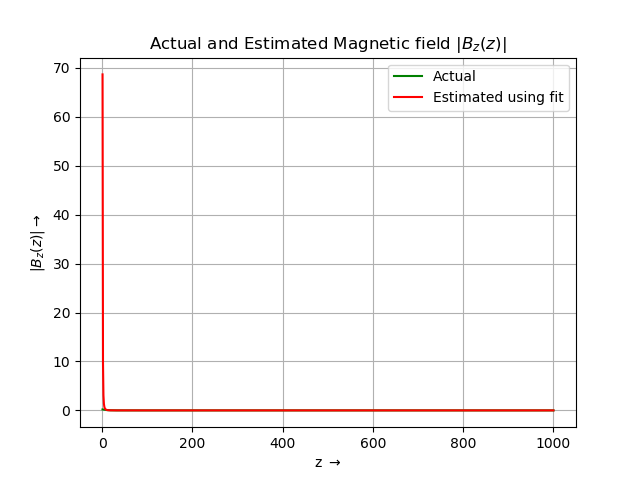 Actual and Estimated Magnetic field |B_z(z)|
Actual
Estimated using fit
70
60
50
40
30
20
10
0
|B_z(z)| →
0 200 400 600 800 1000
z →